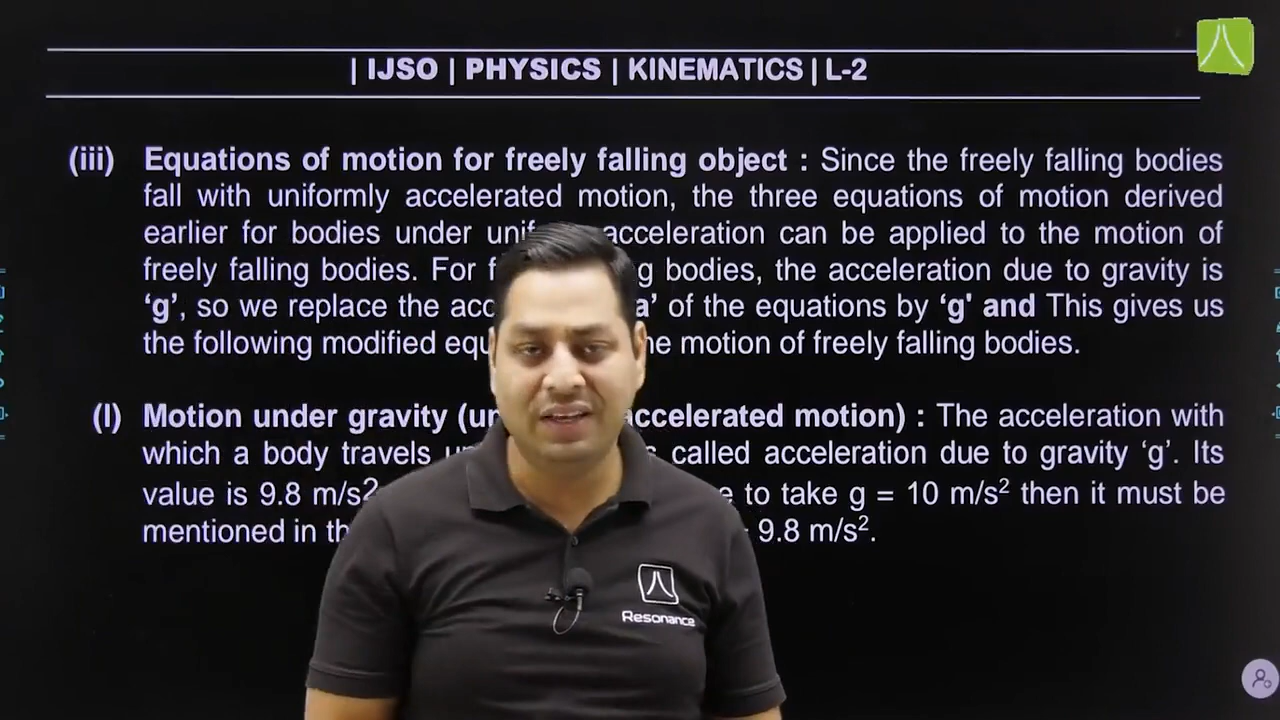 | IJSO | PHYSICS | KINEMATICS | L-2
(iii) Equations of motion for freely falling object : Since the freely falling bodies
fall with uniformly accelerated motion, the three equations of motion derived
earlier for bodies under acceleration can be applied to the motion of
freely falling bodies. For bodies, the acceleration due to gravity is
‘g’, so we replace the of the equations by ‘g' and This gives us
the following modified motion of freely falling bodies.
(I) Motion under gravity accelerated motion) : The acceleration with
which a body travels called acceleration due to gravity ‘g’. Its
value is 9.8 m/s2 to take g = 10 m/s² then it must be
mentioned in 9.8 m/s².
Resonance